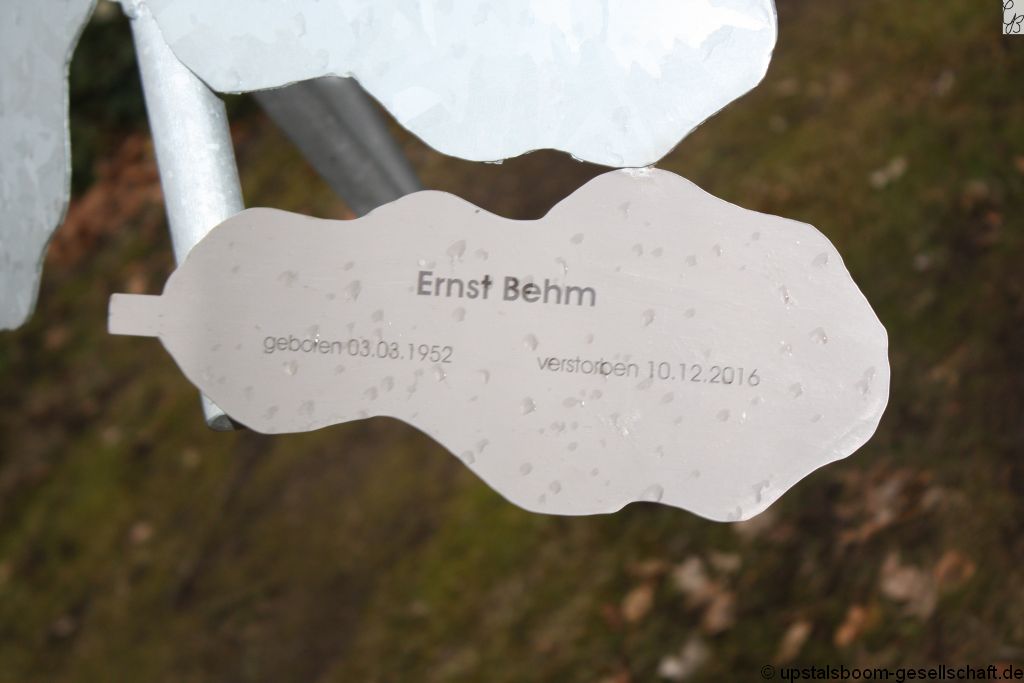 Ernst Behm
geboren 03.03.1952 verstorben 10.12.2016
© upstalsboom-gesellschaft.de